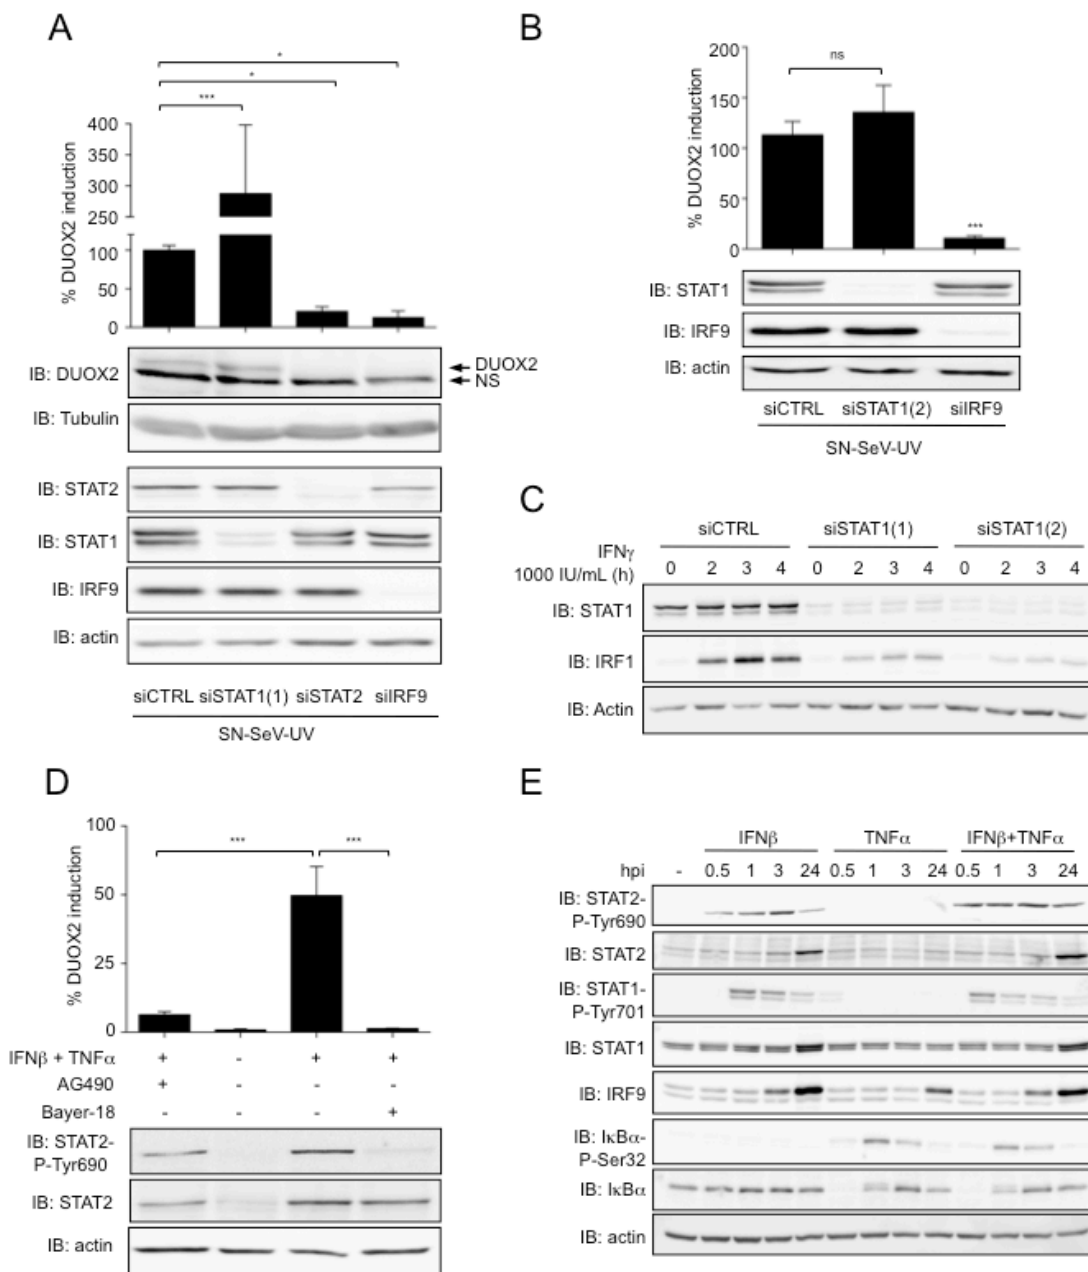 A
*
*
***
400
350
300
250
100
50
0
% DUOX2 induction
IB: DUOX2
DUOX2
NS
IB: Tubulin
IB: STAT2
IB: STAT1
IB: IRF9
IB: actin
siCTRL siSTAT1(1) siSTAT2 siIRF9
SN-SeV-UV
B
200
150
100
50
0
% DUOX2 induction
ns
***
IB: STAT1
IB: IRF9
IB: actin
siCTRL siSTAT1(2) siIRF9
SN-SeV-UV
C
siCTRL siSTAT1(1) siSTAT1(2)
IFNγ
1000 IU/mL (h) 0 2 3 4 0 2 3 4 0 2 3 4
IB: STAT1
IB: IRF1
IB: Actin
D
100
50
25
0
% DUOX2 induction
*** ***
IFNβ + TNFα + - + +
AG490 + - - -
Bayer-18 - - - +
IB: STAT2-
P-Tyr690
IB: STAT2
IB: actin
E
IFNβ TNFα IFNβ+TNFα
hpi - 0.5 1 3 24 0.5 1 3 24 0.5 1 3 24
IB: STAT2-
P-Tyr690
IB: STAT2
IB: STAT1-
P-Tyr701
IB: STAT1
IB: IRF9
IB: IκBα-
P-Ser32
IB: IκBα
IB: actin